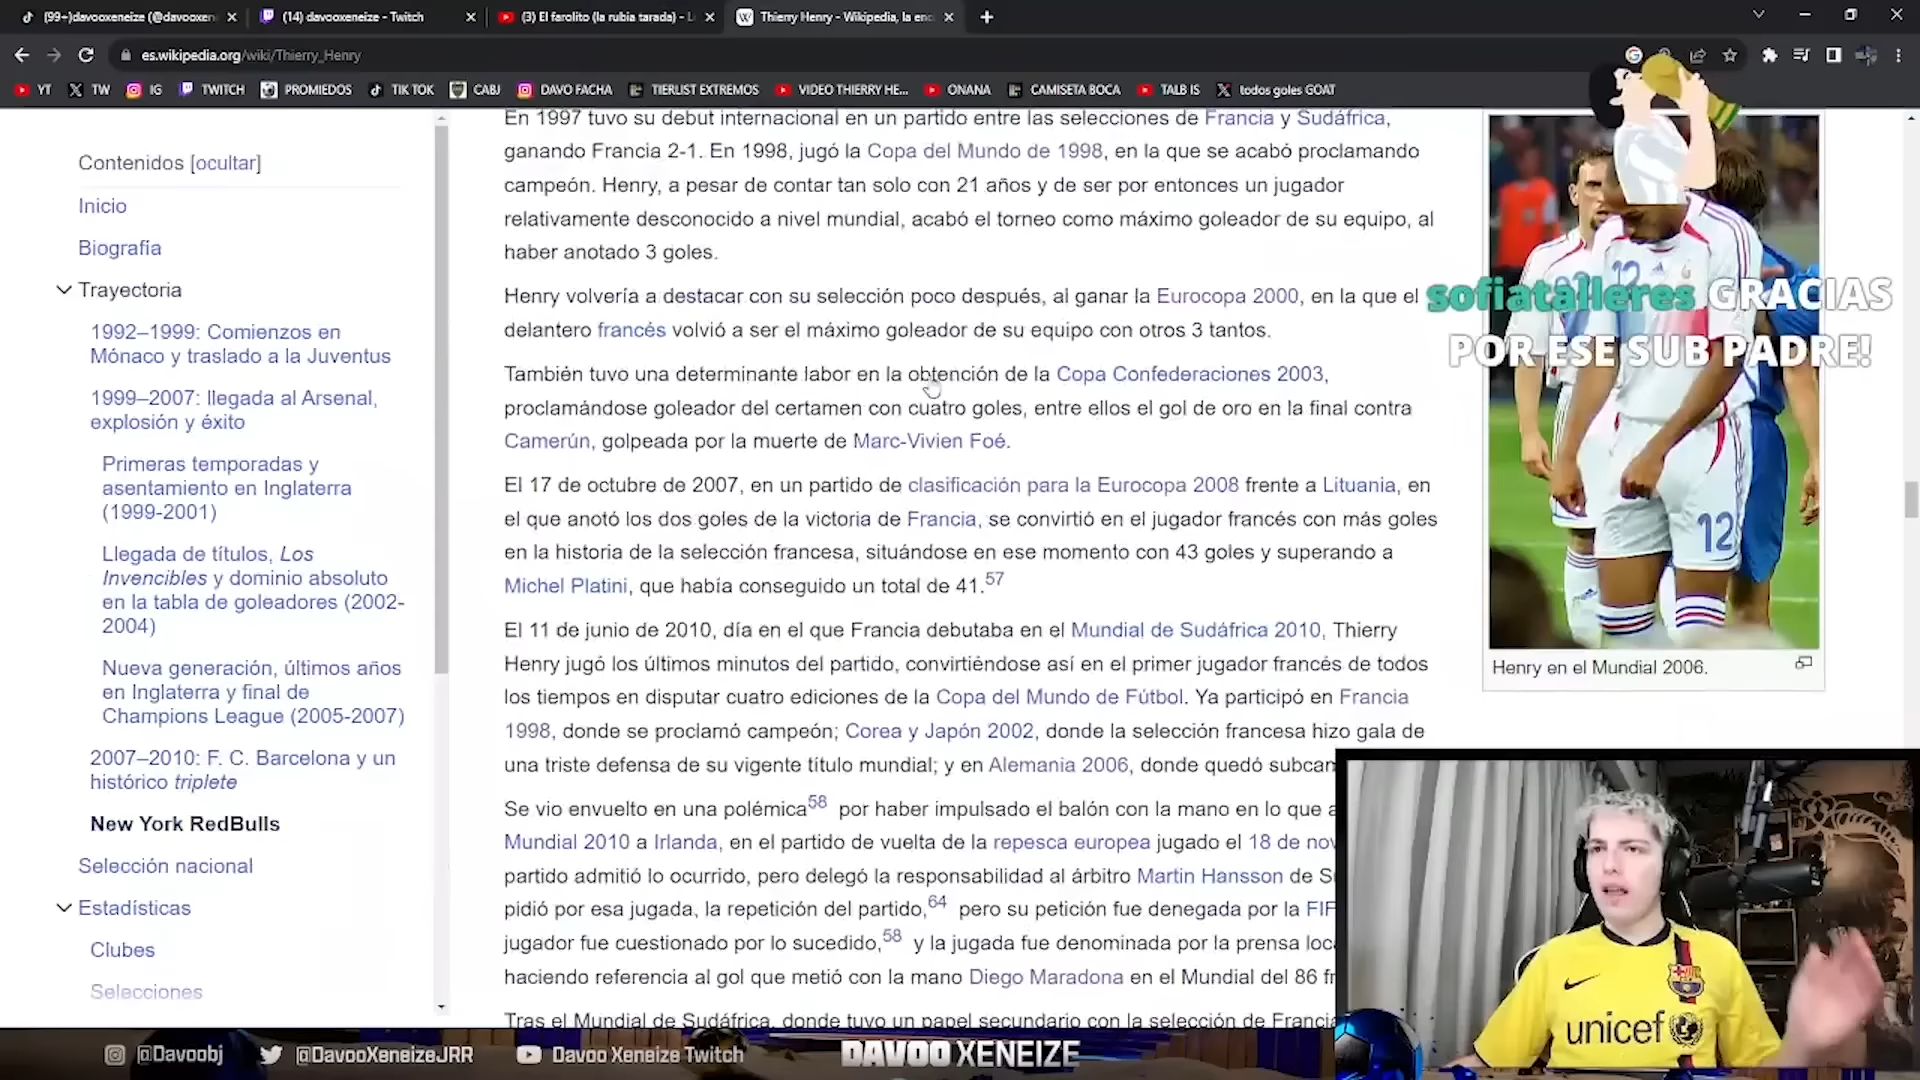 (99+)davooxeneize (@davooxen
(14) davooxeneize - Twitch
(3) El farolito (la rubia tarada) - L
Thierry Henry - Wikipedia, la enc
es.wikipedia.org/wiki/Thierry_Henry
YT
TW
IG
TWITCH
PROMIEDOS
TIK TOK
CABJ
DAVO FACHA
TIERLIST EXTREMOS
VIDEO THIERRY HE...
ONANA
CAMISETA BOCA
TALB IS
todos goles GOAT
Contenidos [ocultar]
Inicio
Biografía
Trayectoria
1992–1999: Comienzos en
Mónaco y traslado a la Juventus
1999–2007: llegada al Arsenal,
explosión y éxito
Primeras temporadas y
asentamiento en Inglaterra
(1999-2001)
Llegada de títulos, Los
Invencibles y dominio absoluto
en la tabla de goleadores (2002-
2004)
Nueva generación, últimos años
en Inglaterra y final de
Champions League (2005-2007)
2007–2010: F. C. Barcelona y un
histórico triplete
New York RedBulls
Selección nacional
Estadísticas
Clubes
Selecciones
En 1997 tuvo su debut internacional en un partido entre las selecciones de Francia y Sudáfrica,
ganando Francia 2-1. En 1998, jugó la Copa del Mundo de 1998, en la que se acabó proclamando
campeón. Henry, a pesar de contar tan solo con 21 años y de ser por entonces un jugador
relativamente desconocido a nivel mundial, acabó el torneo como máximo goleador de su equipo, al
haber anotado 3 goles.
Henry volvería a destacar con su selección poco después, al ganar la Eurocopa 2000, en la que el
delantero francés volvió a ser el máximo goleador de su equipo con otros 3 tantos.
También tuvo una determinante labor en la obtención de la Copa Confederaciones 2003,
proclamándose goleador del certamen con cuatro goles, entre ellos el gol de oro en la final contra
Camerún, golpeada por la muerte de Marc-Vivien Foé.
El 17 de octubre de 2007, en un partido de clasificación para la Eurocopa 2008 frente a Lituania, en
el que anotó los dos goles de la victoria de Francia, se convirtió en el jugador francés con más goles
en la historia de la selección francesa, situándose en ese momento con 43 goles y superando a
Michel Platini, que había conseguido un total de 41.57
El 11 de junio de 2010, día en el que Francia debutaba en el Mundial de Sudáfrica 2010, Thierry
Henry jugó los últimos minutos del partido, convirtiéndose así en el primer jugador francés de todos
los tiempos en disputar cuatro ediciones de la Copa del Mundo de Fútbol. Ya participó en Francia
1998, donde se proclamó campeón; Corea y Japón 2002, donde la selección francesa hizo gala de
una triste defensa de su vigente título mundial; y en Alemania 2006, donde quedó subcam
Se vio envuelto en una polémica58 por haber impulsado el balón con la mano en lo que a
Mundial 2010 a Irlanda, en el partido de vuelta de la repesca europea jugado el 18 de nov
partido admitió lo ocurrido, pero delegó la responsabilidad al árbitro Martin Hansson de S
pidió por esa jugada, la repetición del partido,64 pero su petición fue denegada por la FIF
jugador fue cuestionado por lo sucedido,58 y la jugada fue denominada por la prensa loc
haciendo referencia al gol que metió con la mano Diego Maradona en el Mundial del 86 fr
Tras el Mundial de Sudáfrica, donde tuvo un papel secundario con la selección de Francia
sofiatalleres GRACIAS
POR ESE SUB PADRE!
12
12
Henry en el Mundial 2006.
unicef
@Davoobj
@DavooXeneizeJRR
Davoo Xeneize Twitch
DAVOO XENEIZE